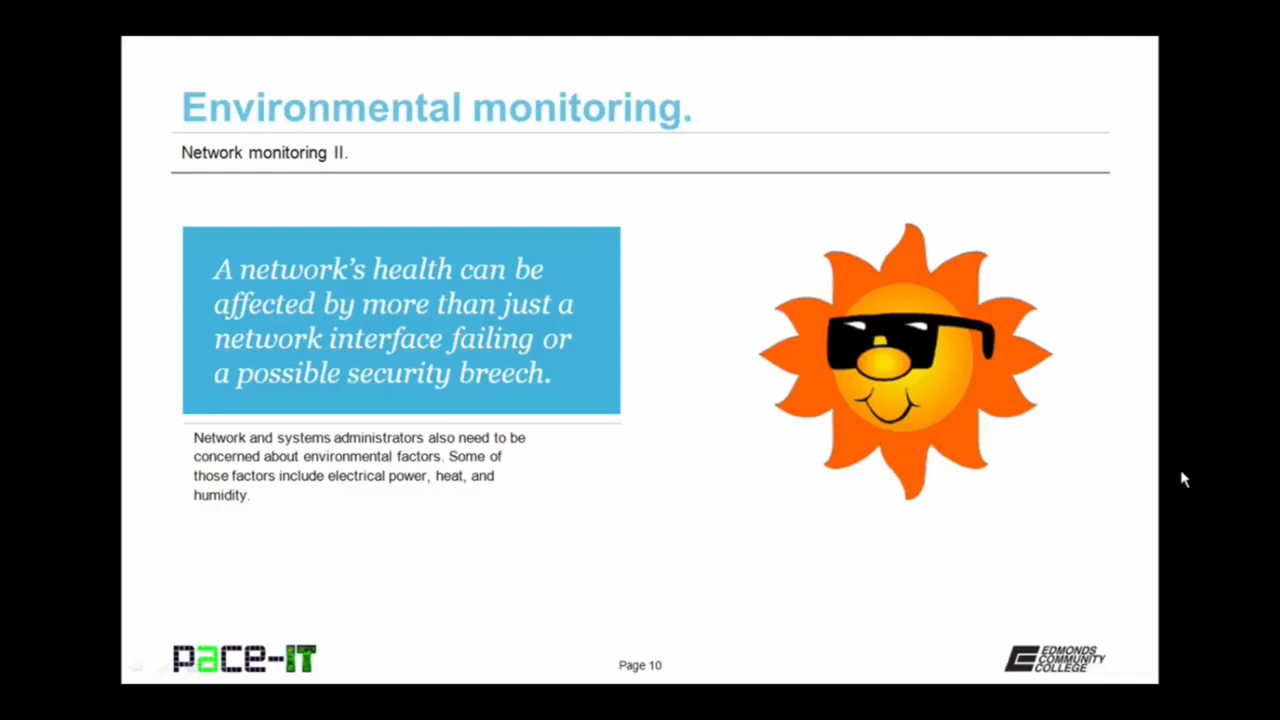 Environmental monitoring.
Network monitoring II.
A network's health can be
affected by more than just a
network interface failing or
a possible security breech.
Network and systems administrators also need to be
concerned about environmental factors. Some of
those factors include electrical power, heat, and
humidity.
pace-IT
Page 10
EDMONDS
COMMUNITY
COLLEGE